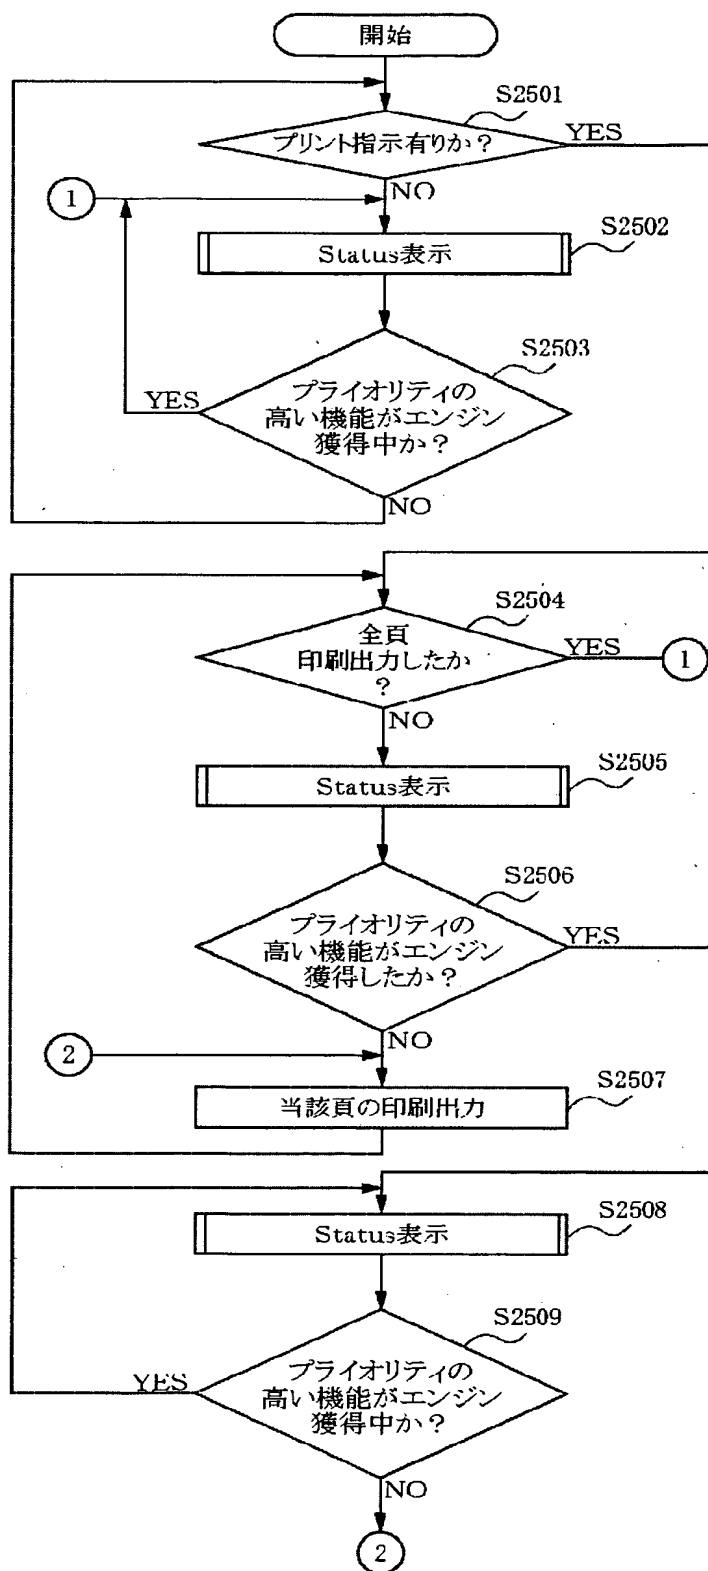 開始
S2501
プリント指示有りか？
YES
NO
1
S2502
Status表示
S2503
YES
プライオリティの
高い機能がエンジン
獲得中か？
NO
S2504
全頁
印刷出力したか
？
YES
1
NO
S2505
Status表示
S2506
プライオリティの
高い機能がエンジン
獲得したか？
YES
NO
2
S2507
当該頁の印刷出力
S2508
Status表示
S2509
YES
プライオリティの
高い機能がエンジン
獲得中か？
NO
2